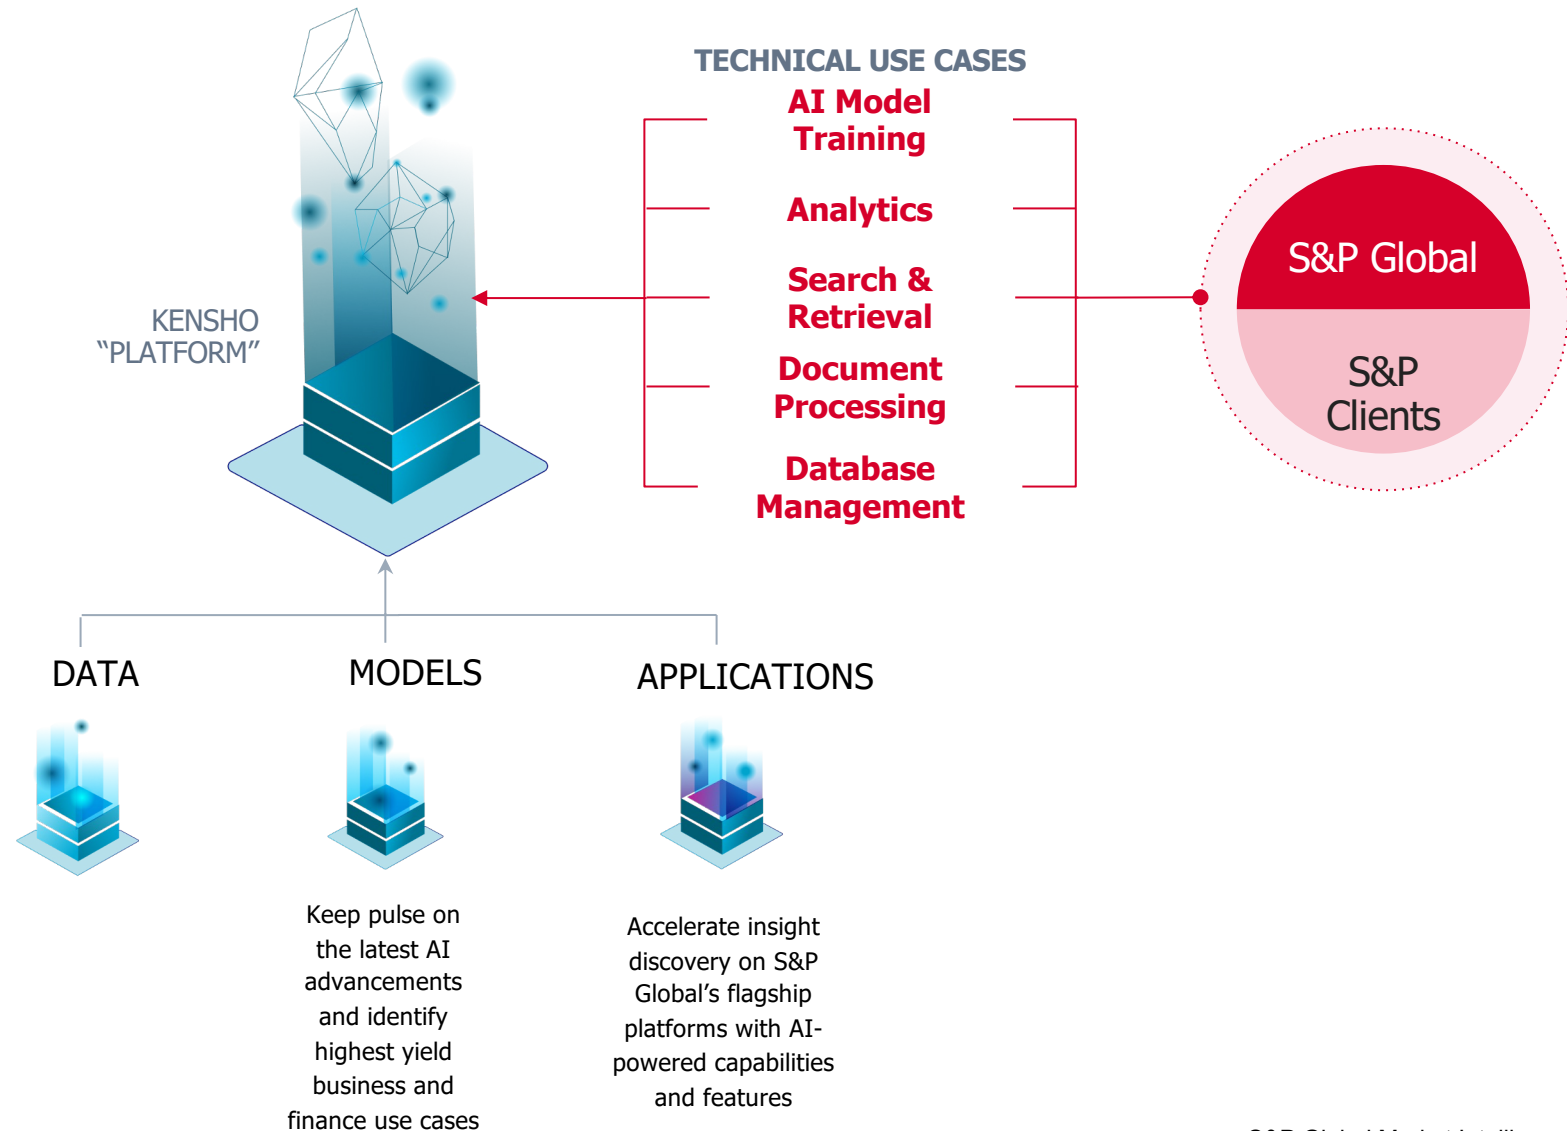 TECHNICAL USE CASES
AI Model
Training
Analytics
Search &
Retrieval
Document
Processing
Database
Management
KENSHO
“PLATFORM”
S&P Global
S&P
Clients
DATA
MODELS
APPLICATIONS
Keep pulse on
the latest AI
advancements
and identify
highest yield
business and
finance use cases
Accelerate insight
discovery on S&P
Global’s flagship
platforms with AI-
powered capabilities
and features